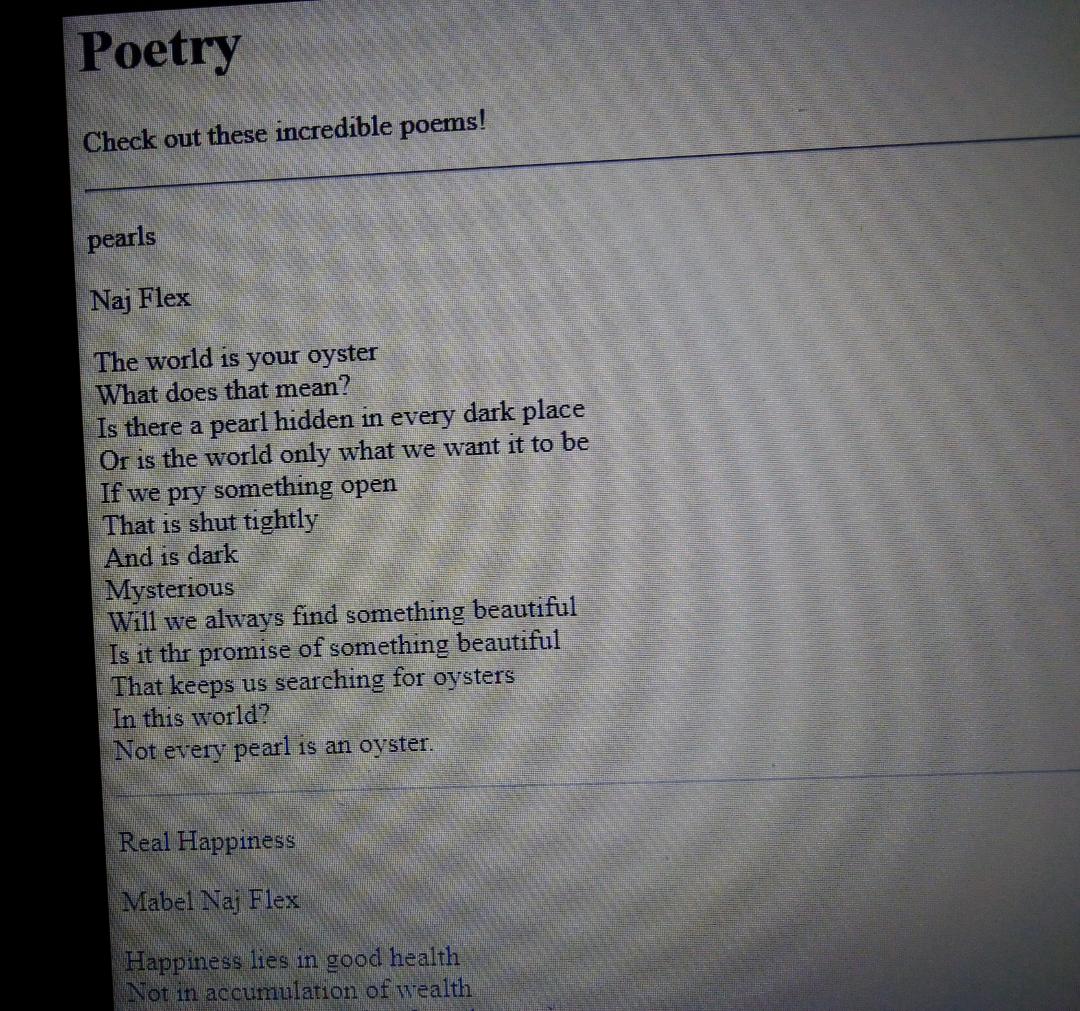 Poetry
Check out these incredible poems!
pearls
Naj Flex
The world is your oyster
What does that mean?
Is there a pearl hidden in every dark place
Or is the world only what we want it to be
If we pry something open
That is shut tightly
And is dark
Mysterious
Will we always find something beautiful
Is it thr promise of something beautiful
That keeps us searching for oysters
In this world?
Not every pearl is an oyster.
Real Happiness
Mabel Naj Flex
Happiness lies in good health
Not in accumulation of wealth